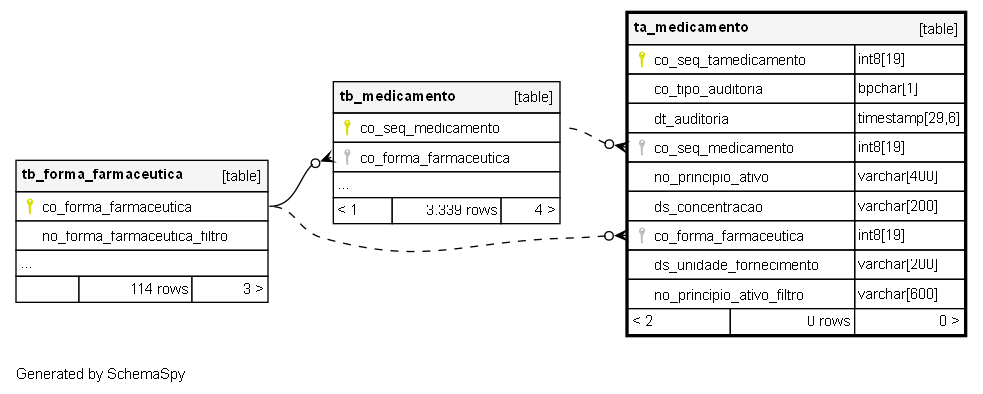 ta_medicamento [table]
co_seq_tamedicamento int8[19]
co_tipo_auditoria bpchar[1]
dt_auditoria timestamp[29,6]
co_seq_medicamento int8[19]
no_principio_ativo varchar[400]
ds_concentracao varchar[200]
co_forma_farmaceutica int8[19]
ds_unidade_fornecimento varchar[200]
no_principio_ativo_filtro varchar[600]
< 2 0 rows 0 >
tb_medicamento [table]
co_seq_medicamento
co_forma_farmaceutica
...
< 1 3.339 rows 4 >
tb_forma_farmaceutica [table]
co_forma_farmaceutica
no_forma_farmaceutica_filtro
...
114 rows 3 >
Generated by SchemaSpy